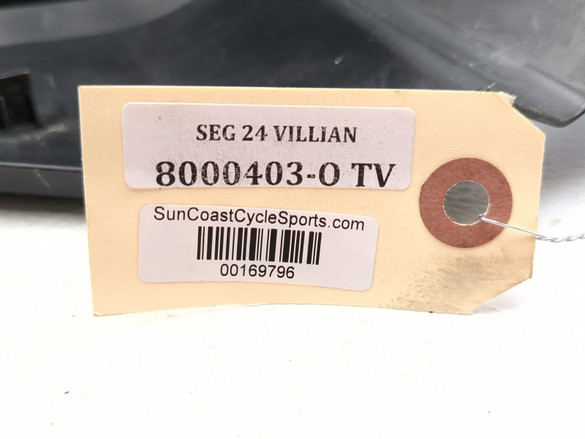 SEG 24 VILLIAN
8000403-O TV
SunCoastCycleSports.com
00169796